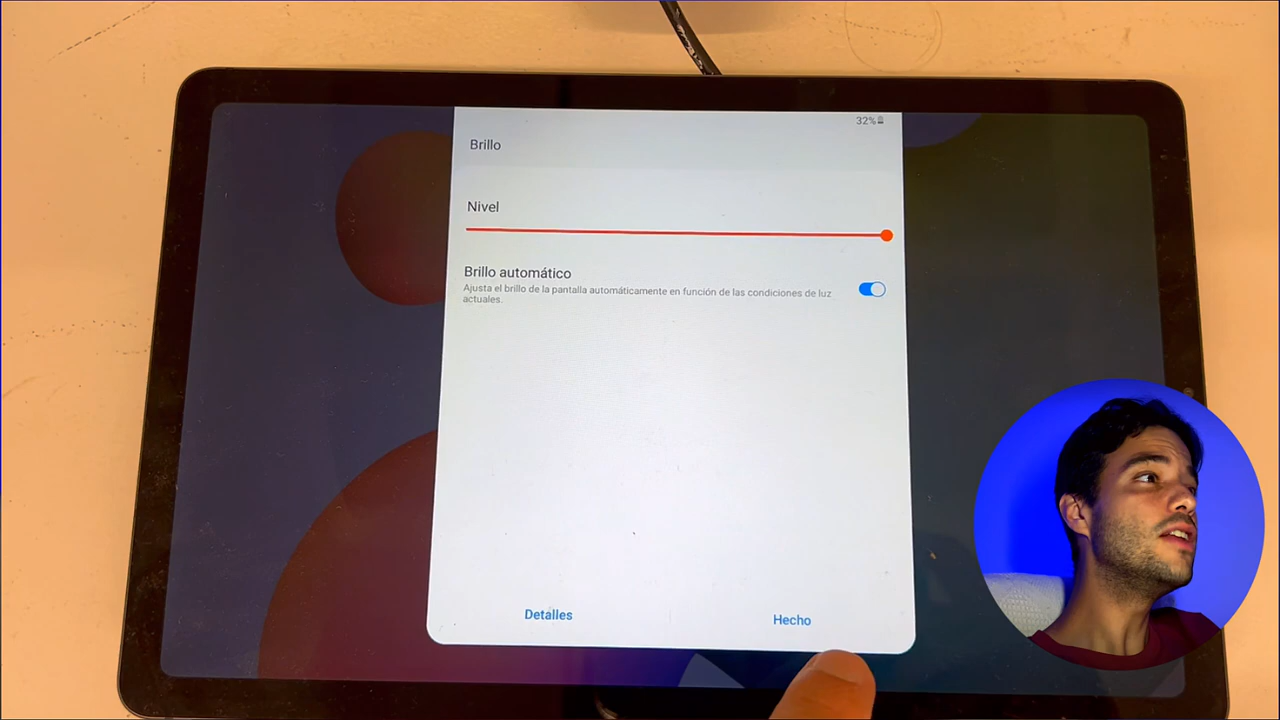 32%
Brillo
Nivel
Brillo automático
Ajusta el brillo de la pantalla automáticamente en función de las condiciones de luz
actuales.
Detalles
Hecho